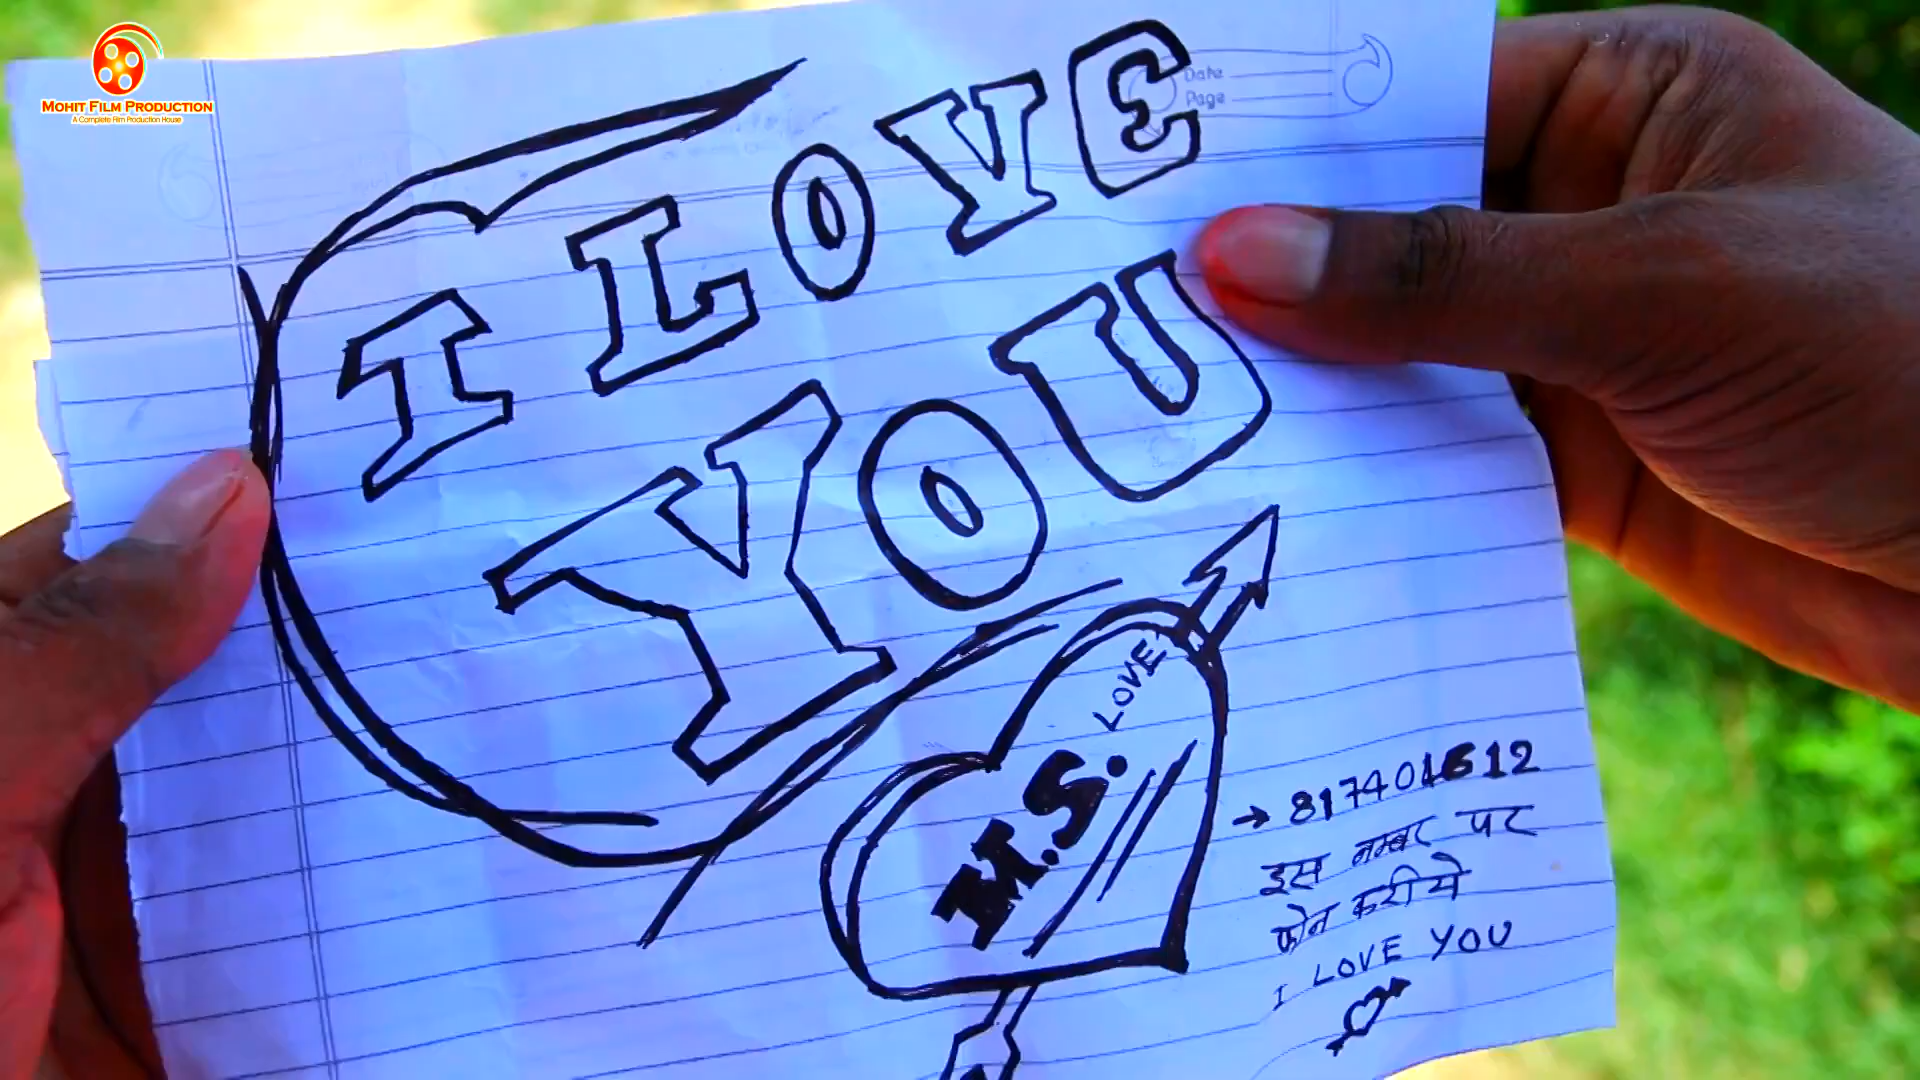 MOHIT FILM PRODUCTION
A Complete Film Production House
Date
Page
I LOVE
YOU
LOVE
M.S.
→ 817401612
इस नम्बर पर
फोन करीये
I LOVE YOU